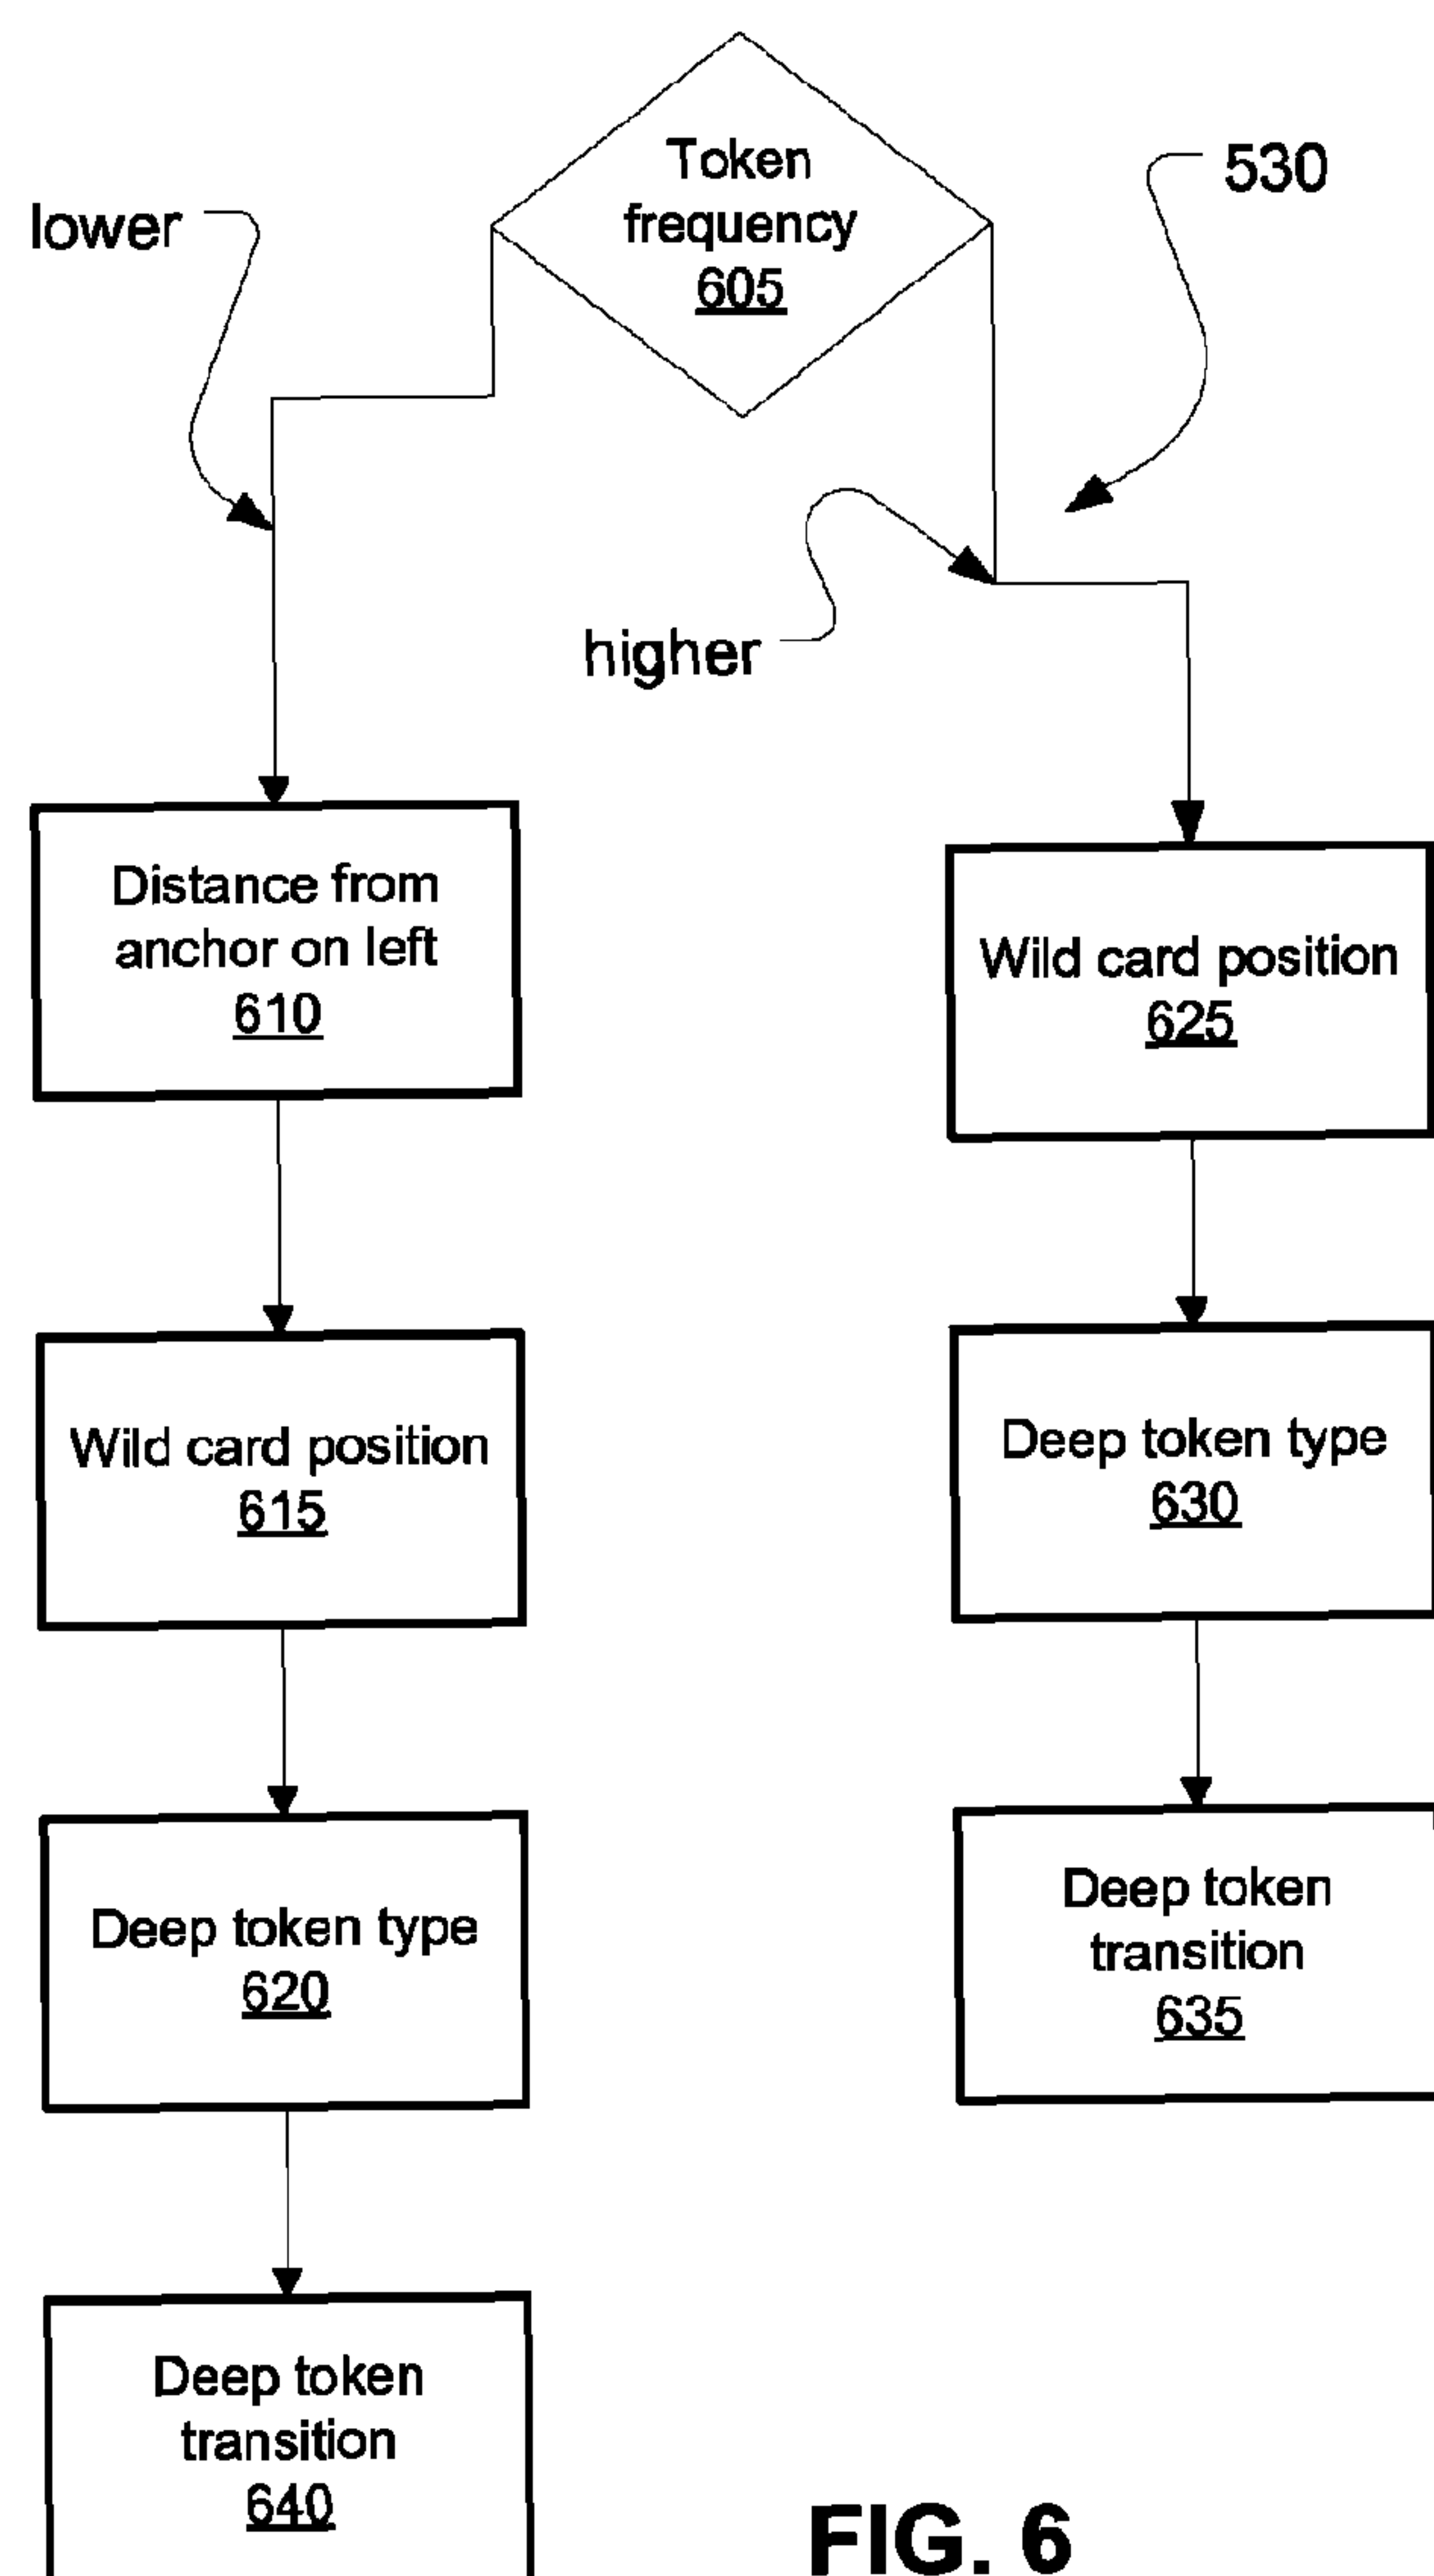 Token
frequency
605
530
lower
higher
Distance from
anchor on left
610
Wild card position
625
Wild card position
615
Deep token type
630
Deep token type
620
Deep token
transition
635
Deep token
transition
640
FIG. 6